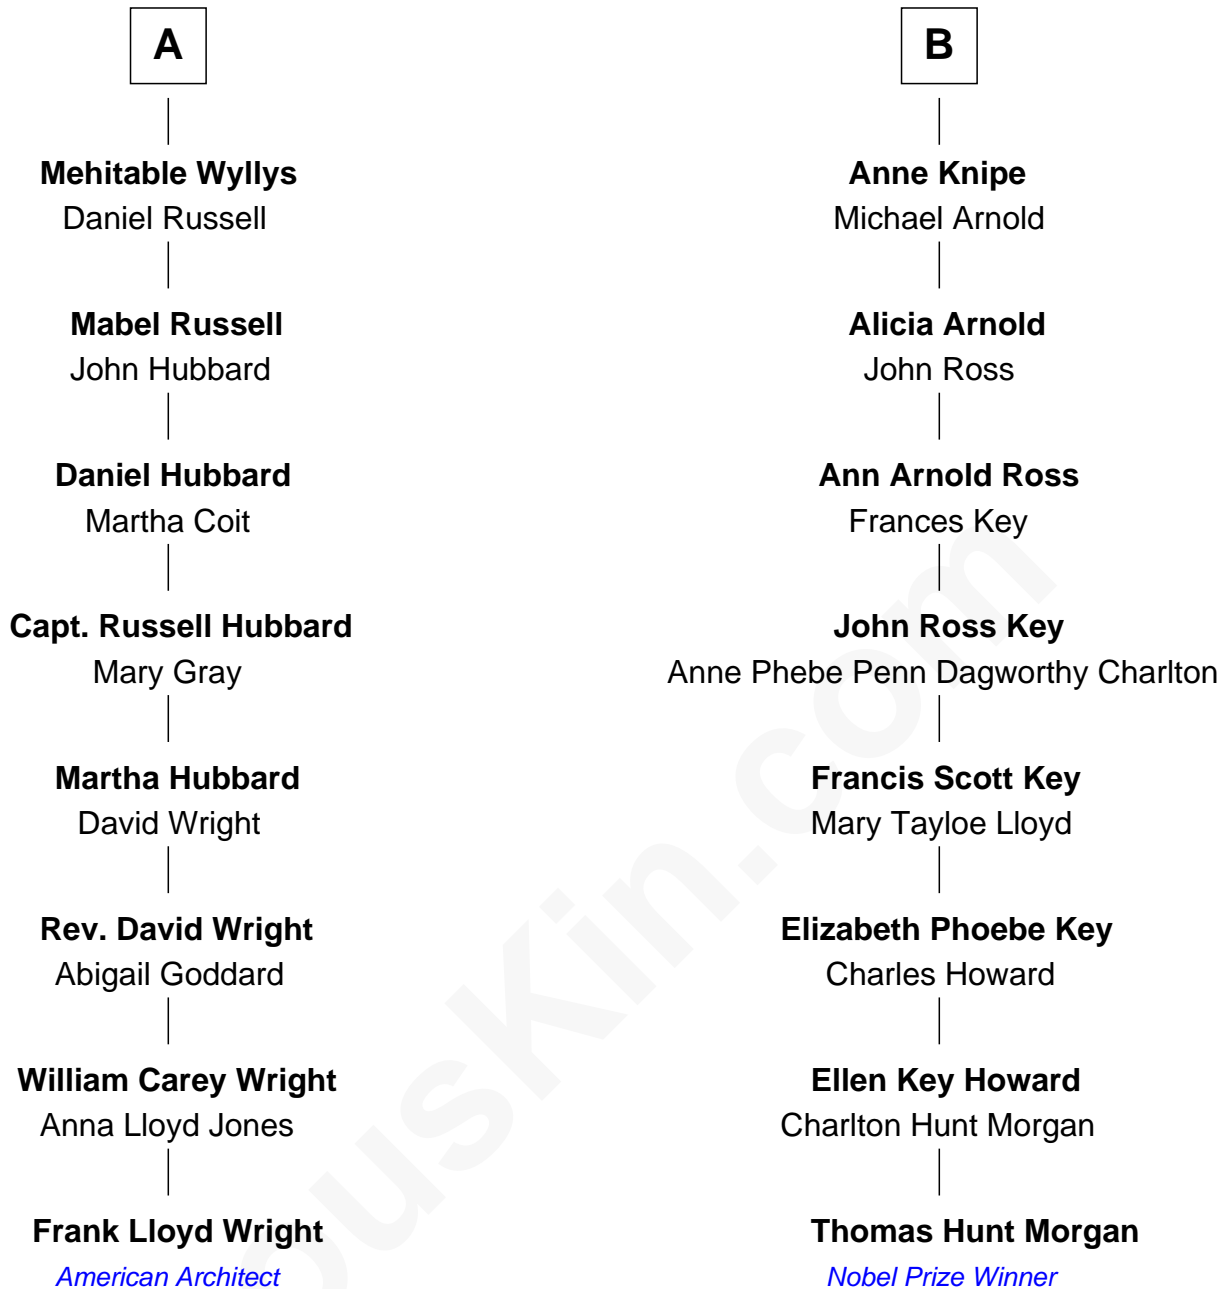 A
Mehitable Wyllys
Daniel Russell
Mabel Russell
John Hubbard
Daniel Hubbard
Martha Coit
Capt. Russell Hubbard
Mary Gray
Martha Hubbard
David Wright
Rev. David Wright
Abigail Goddard
William Carey Wright
Anna Lloyd Jones
Frank Lloyd Wright
American Architect
B
Anne Knipe
Michael Arnold
Alicia Arnold
John Ross
Ann Arnold Ross
Frances Key
John Ross Key
Anne Phebe Penn Dagworthy Charlton
Francis Scott Key
Mary Tayloe Lloyd
Elizabeth Phoebe Key
Charles Howard
Ellen Key Howard
Charlton Hunt Morgan
Thomas Hunt Morgan
Nobel Prize Winner
ousKin.com